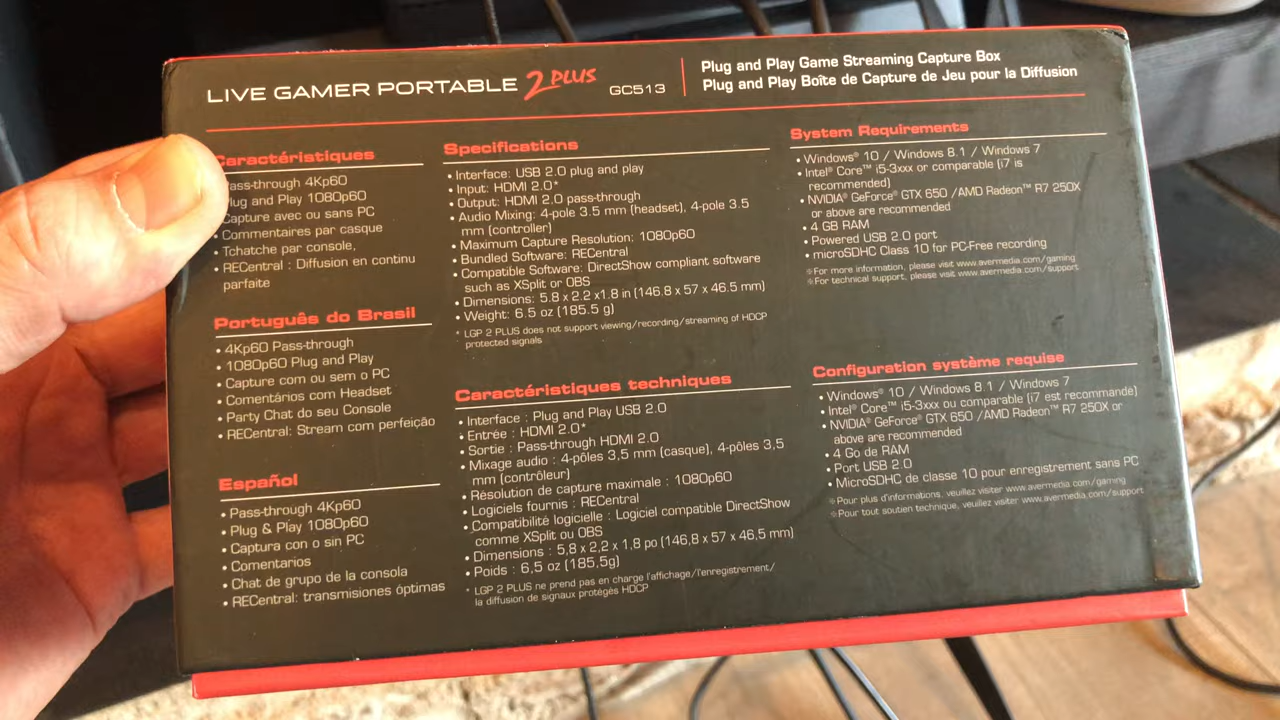 LIVE GAMER PORTABLE 2 PLUS GC513
Plug and Play Game Streaming Capture Box
Plug and Play Boîte de Capture de Jeu pour la Diffusion
Caractéristiques
Pass-through 4Kp60
Plug and Play 1080p60
Capture avec ou sans PC
• Commentaires par casque
• Tchatche par console,
• RECentral : Diffusion en continu
parfaite
Português do Brasil
• 4Kp60 Pass-through
• 1080p60 Plug and Play
• Capture com ou sem o PC
• Comentários com Headset
• Party Chat do seu Console
• RECentral: Stream com perfeição
Español
• Pass-through 4Kp60
• Plug & Play 1080p60
• Captura con o sin PC
• Comentarios
• Chat de grupo de la consola
• RECentral: transmisiones óptimas
Specifications
• Interface: USB 2.0 plug and play
• Input: HDMI 2.0*
• Output: HDMI 2.0 pass-through
• Audio Mixing: 4-pole 3.5 mm (headset), 4-pole 3.5
mm (controller)
• Maximum Capture Resolution: 1080p60
• Bundled Software: RECentral
• Compatible Software: DirectShow compliant software
such as XSplit or OBS
• Dimensions: 5.8 x 2.2 x1.8 in (146.8 x 57 x 46.5 mm)
• Weight: 6.5 oz (185.5 g)
* LGP 2 PLUS does not support viewing/recording/streaming of HDCP
protected signals
Caractéristiques techniques
• Interface : Plug and Play USB 2.0
• Entrée : HDMI 2.0*
• Sortie : Pass-through HDMI 2.0
• Mixage audio : 4-pôles 3,5 mm (casque), 4-pôles 3,5
mm (contrôleur)
• Résolution de capture maximale : 1080p60
• Logiciels fournis : RECentral
• Compatibilité logicielle : Logiciel compatible DirectShow
comme XSplit ou OBS
• Dimensions : 5,8 x 2,2 x 1,8 po (146,8 x 57 x 46,5 mm)
• Poids : 6,5 oz (185.5g)
* LGP 2 PLUS ne prend pas en charge l'affichage/l'enregistrement/
la diffusion de signaux protégés HDCP
System Requirements
• Windows® 10 / Windows 8.1 / Windows 7
• Intel® Core™ i5-3xxx or comparable (i7 is
recommended)
• NVIDIA® GeForce® GTX 650 /AMD Radeon™ R7 250X
or above are recommended
• 4 GB RAM
• Powered USB 2.0 port
• microSDHC Class 10 for PC-Free recording
※For more information, please visit www.avermedia.com/gaming
※For technical support, please visit www.avermedia.com/support
Configuration système requise
• Windows® 10 / Windows 8.1 / Windows 7
• Intel® Core™ i5-3xxx ou comparable (i7 est recommandé)
• NVIDIA® GeForce® GTX 650 /AMD Radeon™ R7 250X or
above are recommended
• 4 Go de RAM
• Port USB 2.0
• MicroSDHC de classe 10 pour enregistrement sans PC
※Pour plus d'informations, veuillez visiter www.avermedia.com/gaming
※Pour tout soutien technique, veuillez visiter www.avermedia.com/support